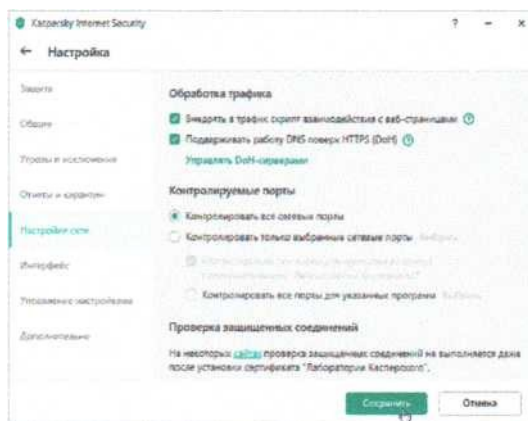 Kaspersky Internet Security
? – ×
← Настройка
Защита
Общие
Угрозы и исключения
Отчеты и карантин
Настройки сети
Интерфейс
Управление настройками
Дополнительно
Обработка трафика
Внедрять в трафик скрипт взаимодействия с веб-страницами ?
Поддерживать работу DNS поверх HTTPS (DoH) ?
Управлять DoH-серверами
Контролируемые порты
Контролировать все сетевые порты
Контролировать только выбранные сетевые порты Выбрать
Контролировать все порты для указанных программ Выбрать
Проверка защищенных соединений
На некоторых сайтах проверка защищенных соединений не выполняется даже
после установки сертификата "Лаборатории Касперского".
Сохранить
Отмена